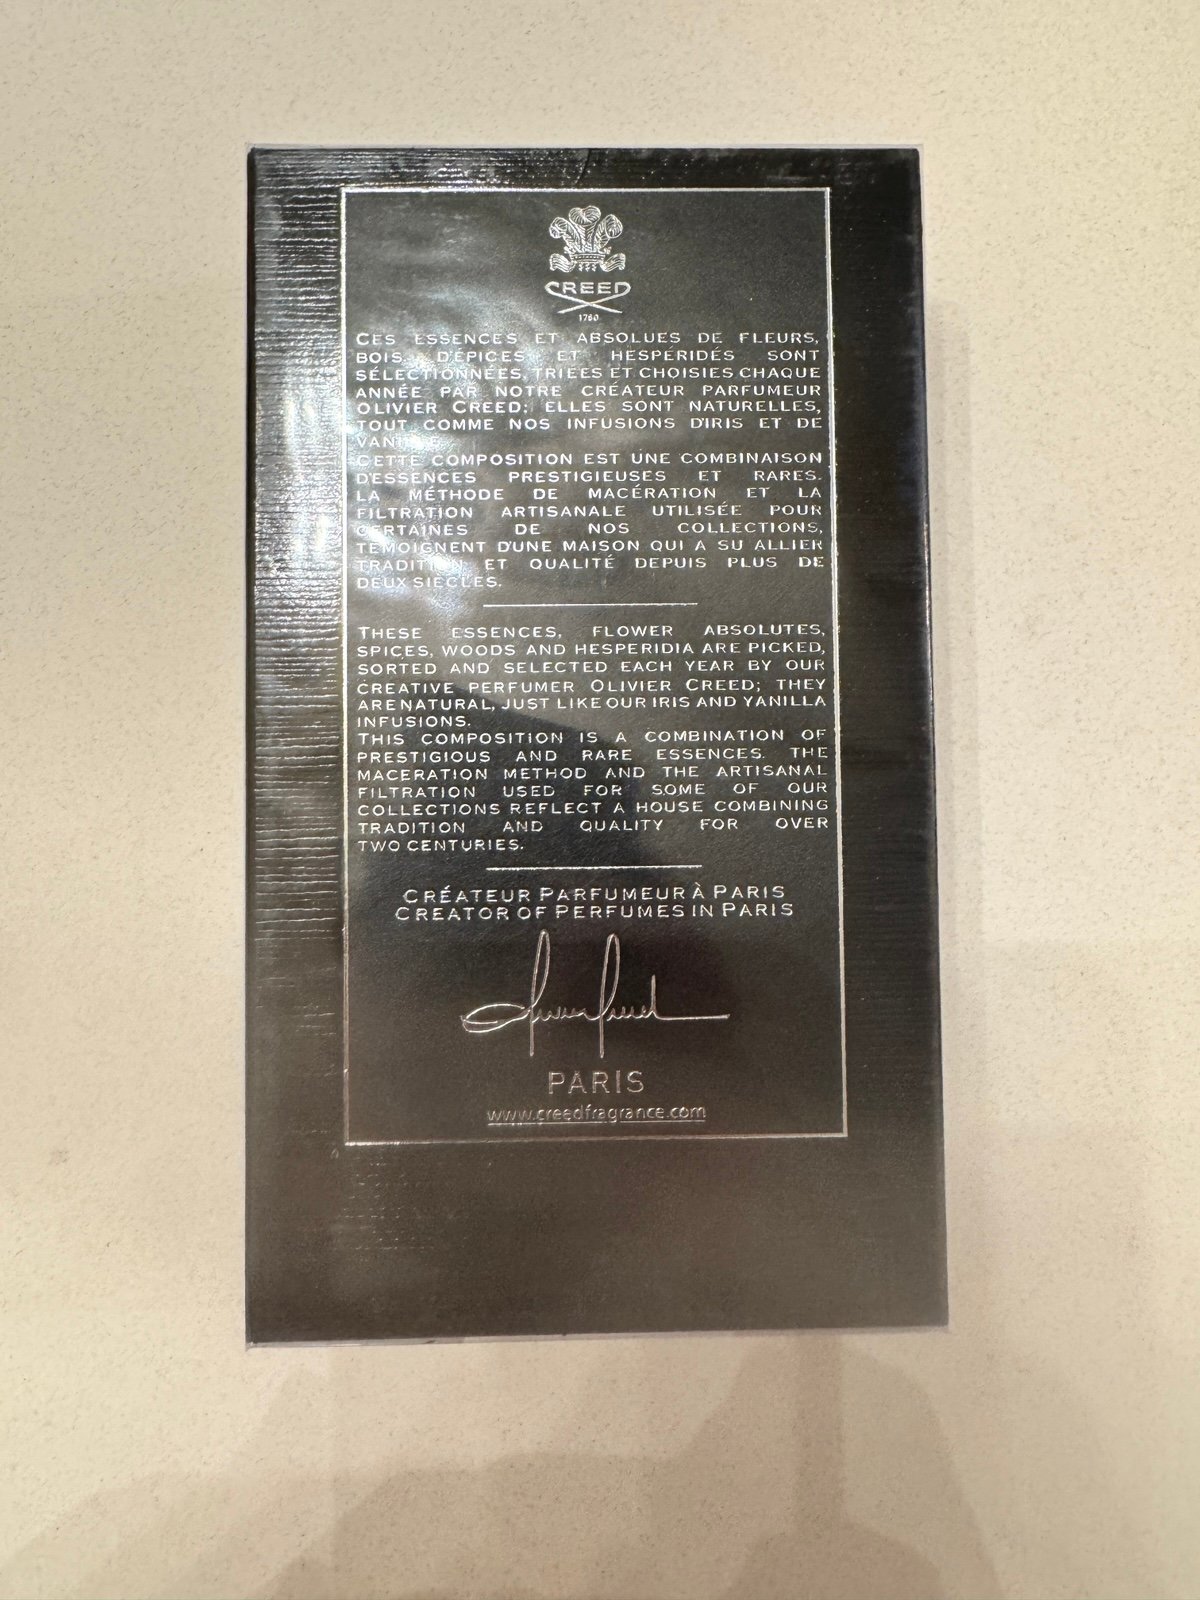 CREED
1760
CES ESSENCES ET ABSOLUES DE FLEURS,
BOIS, D'ÉPICES ET HESPÉRIDÉS SONT
SÉLECTIONNÉES, TRIÉES ET CHOISIES CHAQUE
ANNÉE PAR NOTRE CRÉATEUR PARFUMEUR
OLIVIER CREED; ELLES SONT NATURELLES,
TOUT COMME NOS INFUSIONS D'IRIS ET DE
CETTE COMPOSITION EST UNE COMBINAISON
D'ESSENCES PRESTIGIEUSES ET RARES.
LA MÉTHODE DE MACÉRATION ET LA
FILTRATION ARTISANALE UTILISÉE POUR
CERTAINES DE NOS COLLECTIONS,
TÉMOIGNENT D'UNE MAISON QUI A SU ALLIER
TRADITION ET QUALITÉ DEPUIS PLUS DE
DEUX SIÈCLES.
THESE ESSENCES, FLOWER ABSOLUTES,
SPICES, WOODS AND HESPERIDIA ARE PICKED,
SORTED AND SELECTED EACH YEAR BY OUR
CREATIVE PERFUMER OLIVIER CREED; THEY
ARENATURAL, JUST LIKE OUR IRIS AND VANILLA
INFUSIONS.
THIS COMPOSITION IS A COMBINATION OF
PRESTIGIOUS AND RARE ESSENCES. THE
MACERATION METHOD AND THE ARTISANAL
FILTRATION USED FOR SOME OF OUR
COLLECTIONS REFLECT A HOUSE COMBINING
TRADITION AND QUALITY FOR OVER
TWO CENTURIES.
CRÉATEUR PARFUMEUR À PARIS
CREATOR OF PERFUMES IN PARIS
PARIS
www.creedfragrance.com